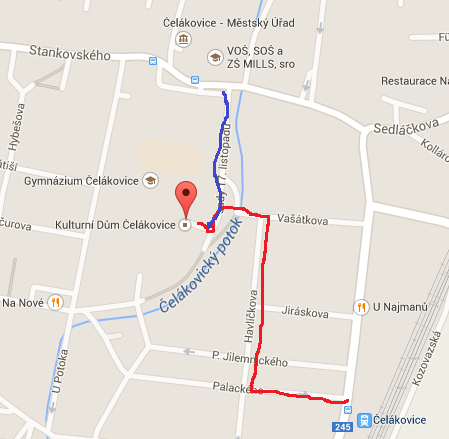 Čelákovice - Městský Úřad
Stankovského
VOŠ, SOŠ a
ZŠ MILLS, sro
Restaurace Na
Hybešova
Sedláčkova
Kollár
17. listopadu
Gymnázium Čelákovice
Kulturní Dům Čelákovice
Vašátkova
Čelákovický potok
Na Nové
Havlíčkova
Jiráskova
U Najmanů
U Potoka
P. Jilemnického
Palackého
Kozovazská
Čelákovice
245